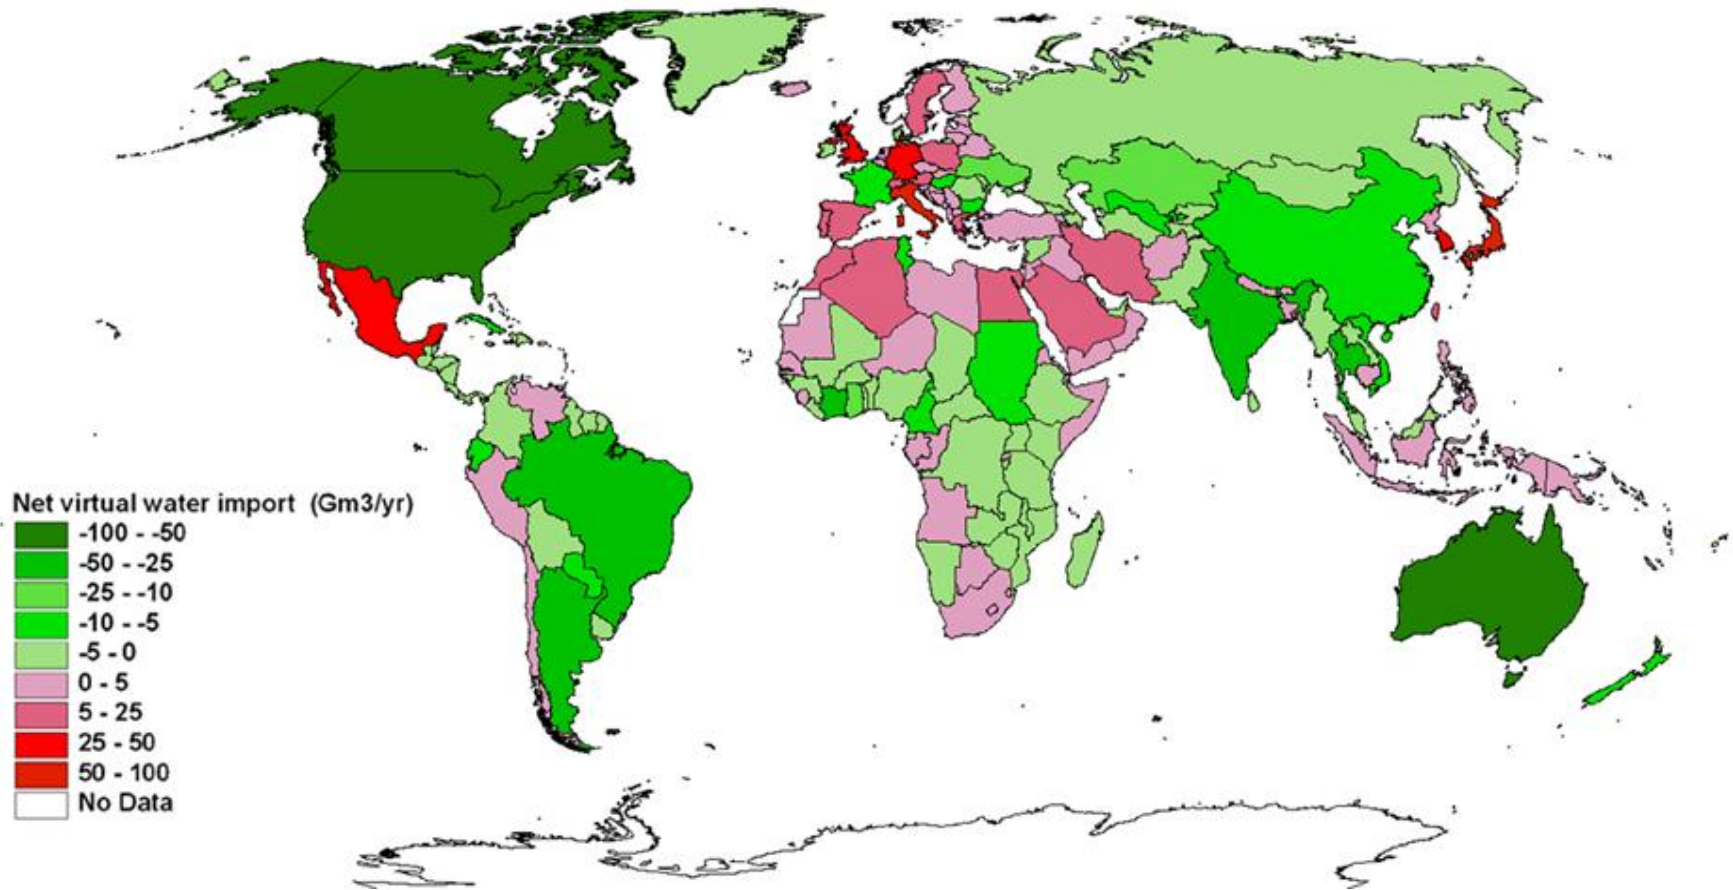 Net virtual water import (Gm3/yr)
-100 - -50
-50 - -25
-25 - -10
-10 - -5
-5 - 0
0 - 5
5 - 25
25 - 50
50 - 100
No Data